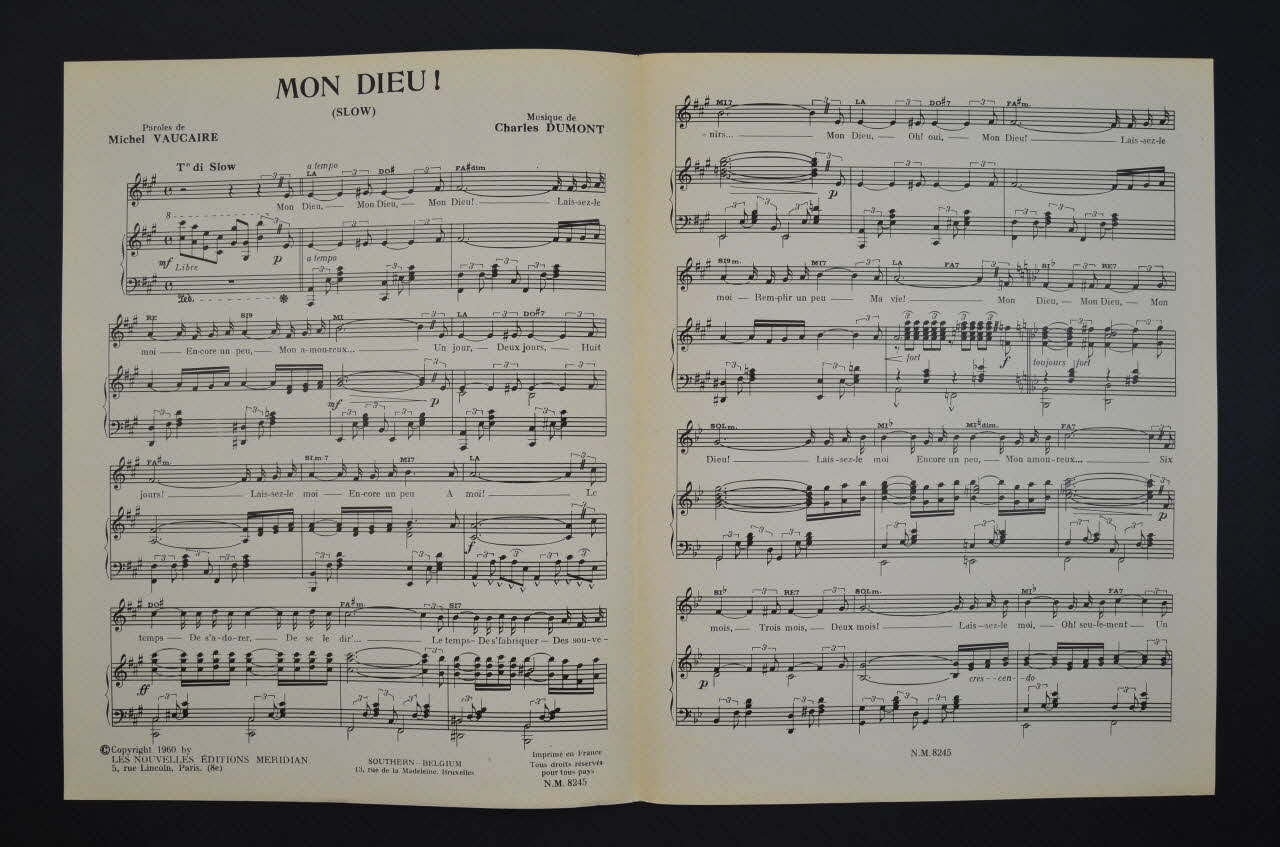 MON DIEU!
(SLOW)
Paroles de
Michel VAUCAIRE
Musique de
Charles DUMONT
T° di Slow
a tempo
LA DO# FA#dim
Mon Dieu,— Mon Dieu,— Mon Dieu! Lais-sez-le
8
mf Libre p a tempo
Ped. *
RE SI9 MI LA DO#7
moi — En-core un peu,— Mon a-mou-reux... Un jour,— Deux jours,— Huit
mf p
FA#m. SIm7 MI7 LA
jours! Lais-sez-le moi — En-core un peu A moi! Le
f
DO# FA#m. SI7
temps — De s'a-do-rer,— De se le dir'... Le temps- De s'fabriquer — Des sou-ve-
ff
©Copyright 1960 by
LES NOUVELLES ÉDITIONS MERIDIAN
5, rue Lincoln, Paris. (8e)
SOUTHERN-BELGIUM
13, rue de la Madeleine, Bruxelles
Imprimé en France
Tous droits réservés
pour tous pays
N.M. 8245
MI7 LA DO#7 FA#m.
-nirs... Mon Dieu,— Oh! oui,— Mon Dieu! Lais-sez-le
p
SI9m. MI7 LA FA7 SIb RE7
moi — Rem-plir un peu — Ma vie! Mon Dieu,— Mon Dieu,— Mon
fort f toujours fort
SOLm. MIb MI♮dim. FA7
Dieu! Lais-sez-le moi Encore un peu,— Mon amou-reux... Six
p
SIb RE7 SOLm. MIb FA7
mois,— Trois mois,— Deux mois! Lais-sez-le moi,— Oh! seu-le-ment — Un
p cres--cen--do
N.M. 8245